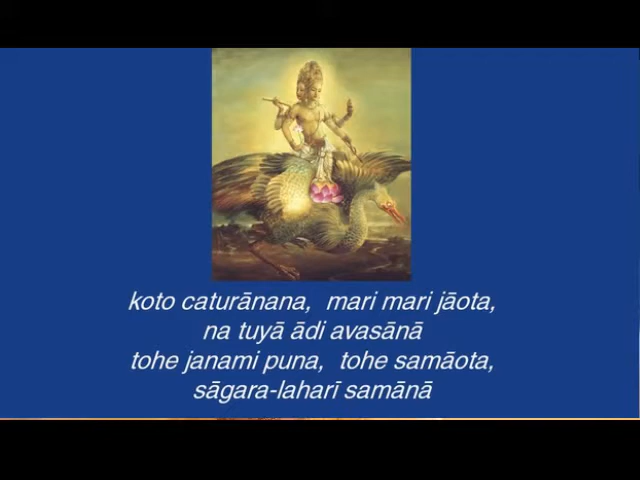 koto caturānana, mari mari jāota,
na tuyā ādi avasānā
tohe janami puna, tohe samāota,
sāgara-laharī samānā